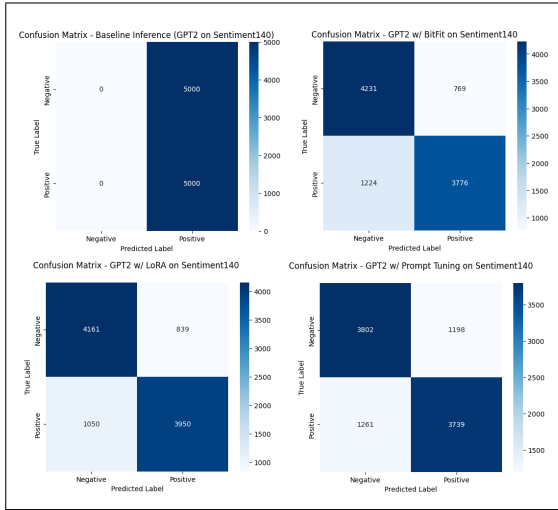 Confusion Matrix - Baseline Inference (GPT2 on Sentiment140)
Negative
Positive
True Label
0
5000
0
5000
Negative
Positive
Predicted Label
5000
4000
3000
2000
1000
0
Confusion Matrix - GPT2 w/ BitFit on Sentiment140
Negative
Positive
True Label
4231
769
1224
3776
Negative
Positive
Predicted Label
4000
3500
3000
2500
2000
1500
1000
Confusion Matrix - GPT2 w/ LoRA on Sentiment140
Negative
Positive
True Label
4161
839
1050
3950
Negative
Positive
Predicted Label
4000
3500
3000
2500
2000
1500
1000
Confusion Matrix - GPT2 w/ Prompt Tuning on Sentiment140
Negative
Positive
True Label
3802
1198
1261
3739
Negative
Positive
Predicted Label
3500
3000
2500
2000
1500